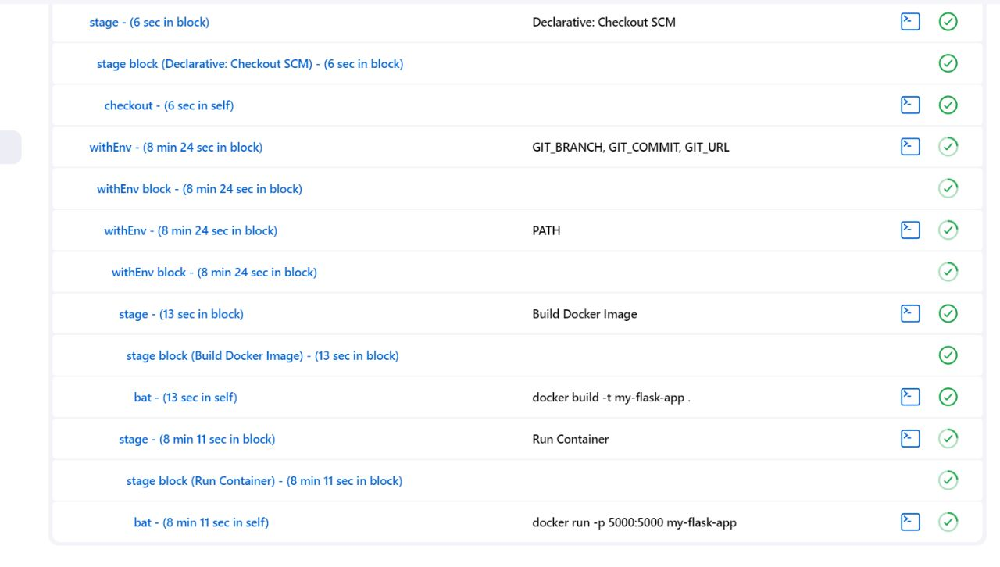 stage - (6 sec in block) Declarative: Checkout SCM
stage block (Declarative: Checkout SCM) - (6 sec in block)
checkout - (6 sec in self)
withEnv - (8 min 24 sec in block) GIT_BRANCH, GIT_COMMIT, GIT_URL
withEnv block - (8 min 24 sec in block)
withEnv - (8 min 24 sec in block) PATH
withEnv block - (8 min 24 sec in block)
stage - (13 sec in block) Build Docker Image
stage block (Build Docker Image) - (13 sec in block)
bat - (13 sec in self) docker build -t my-flask-app .
stage - (8 min 11 sec in block) Run Container
stage block (Run Container) - (8 min 11 sec in block)
bat - (8 min 11 sec in self) docker run -p 5000:5000 my-flask-app